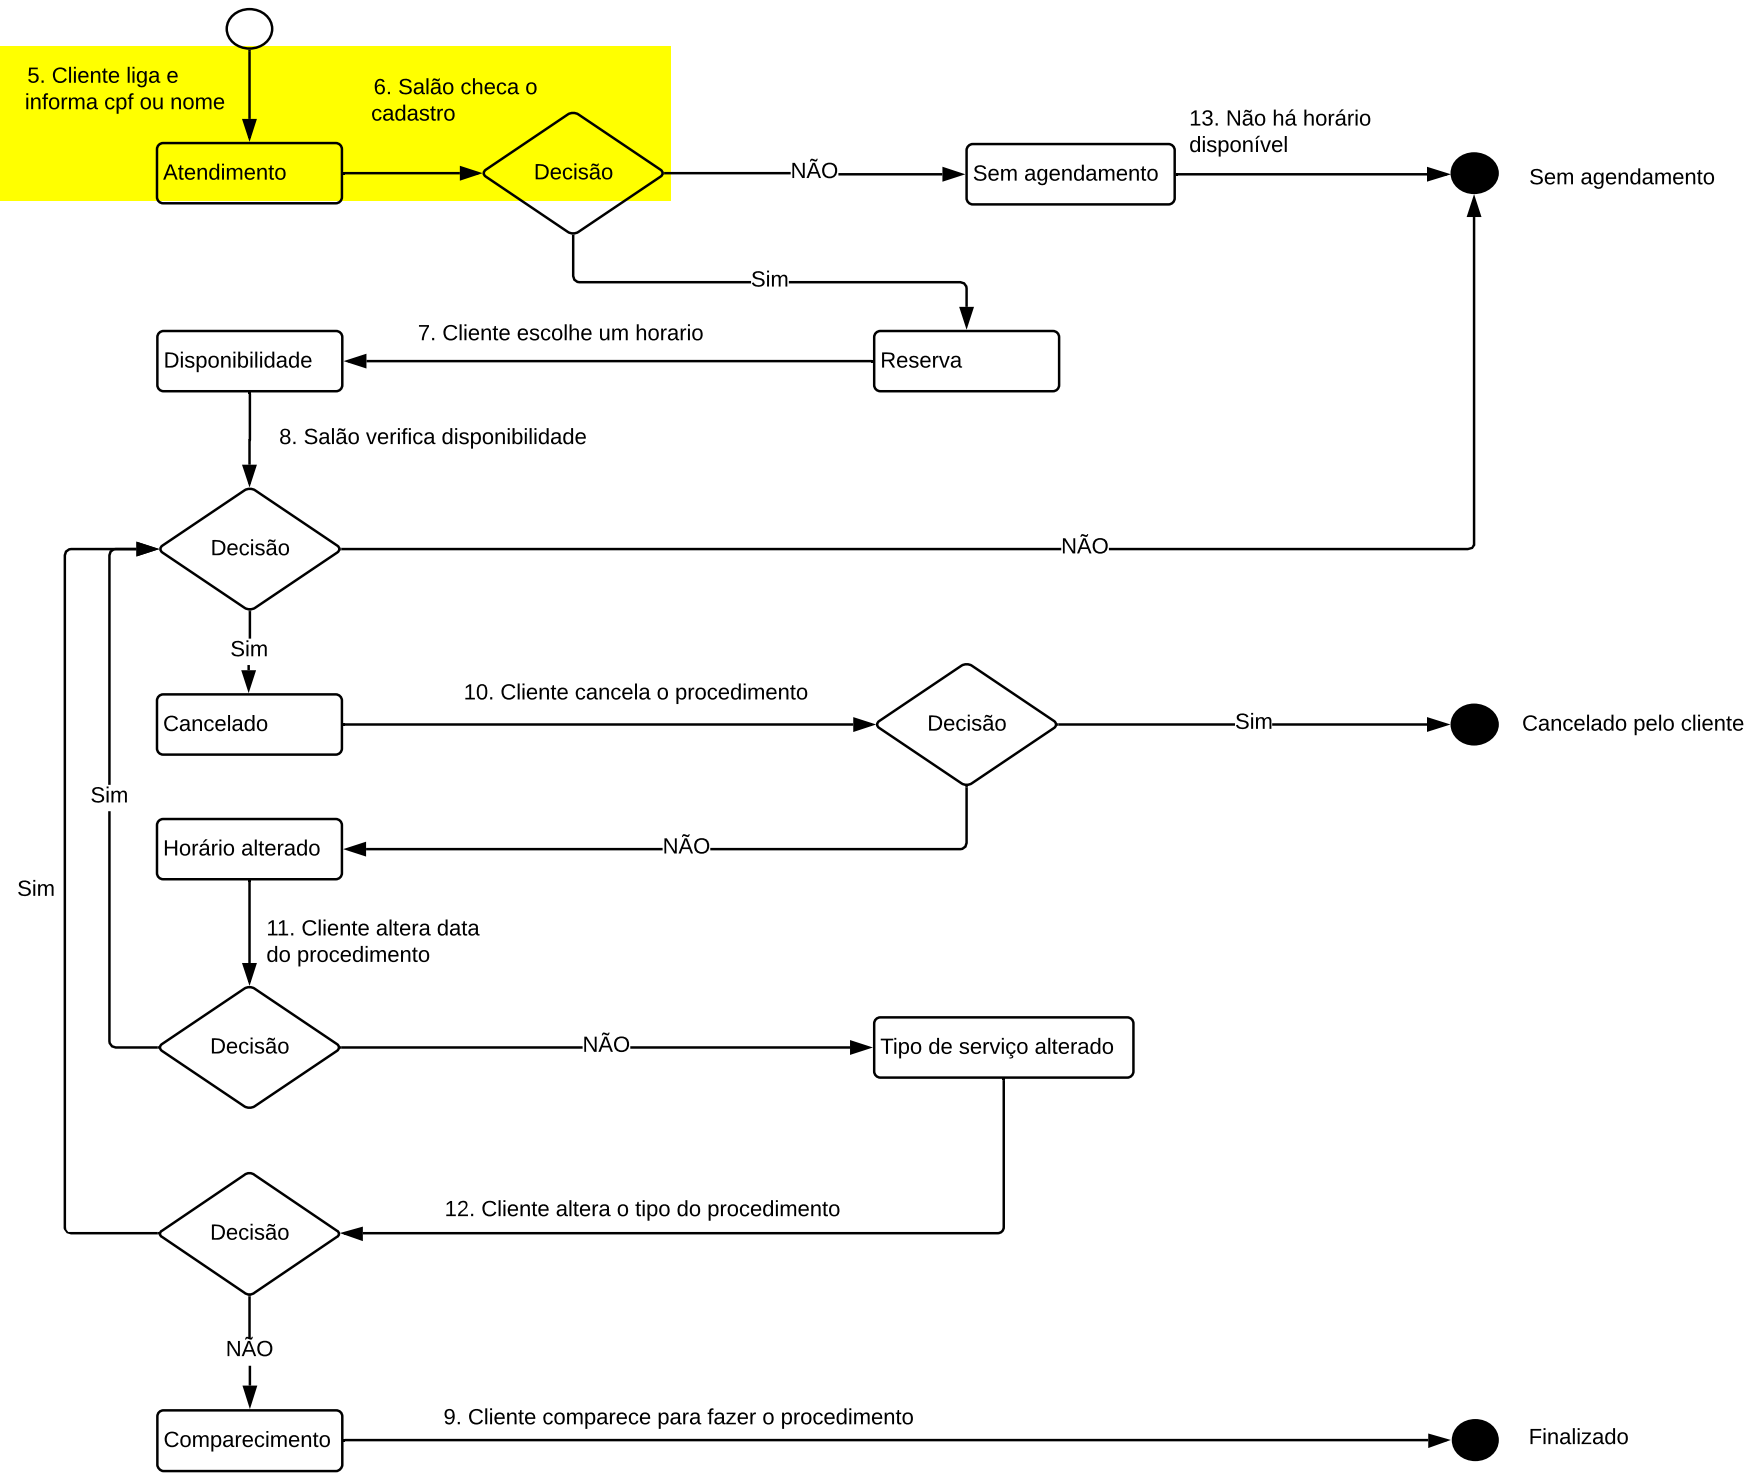 5. Cliente liga e
informa cpf ou nome
6. Salão checa o
cadastro
13. Não há horário
disponível
Atendimento
Decisão
NÃO
Sem agendamento
Sem agendamento
Sim
7. Cliente escolhe um horario
Disponibilidade
Reserva
8. Salão verifica disponibilidade
Decisão
NÃO
Sim
10. Cliente cancela o procedimento
Cancelado
Decisão
Sim
Cancelado pelo cliente
Sim
Horário alterado
NÃO
Sim
11. Cliente altera data
do procedimento
Decisão
NÃO
Tipo de serviço alterado
12. Cliente altera o tipo do procedimento
Decisão
NÃO
9. Cliente comparece para fazer o procedimento
Comparecimento
Finalizado